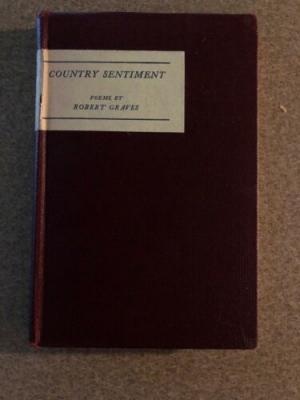 COUNTRY SENTIMENT
POEMS BY
ROBERT GRAVES